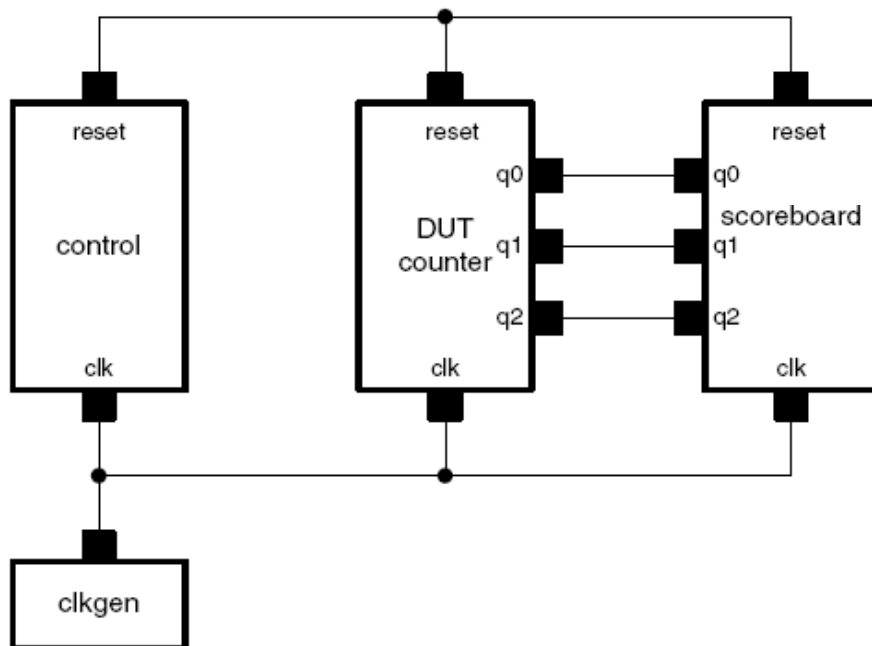 reset
control
clk
reset
q0
DUT
counter
q1
q2
clk
reset
q0
scoreboard
q1
q2
clk
clkgen